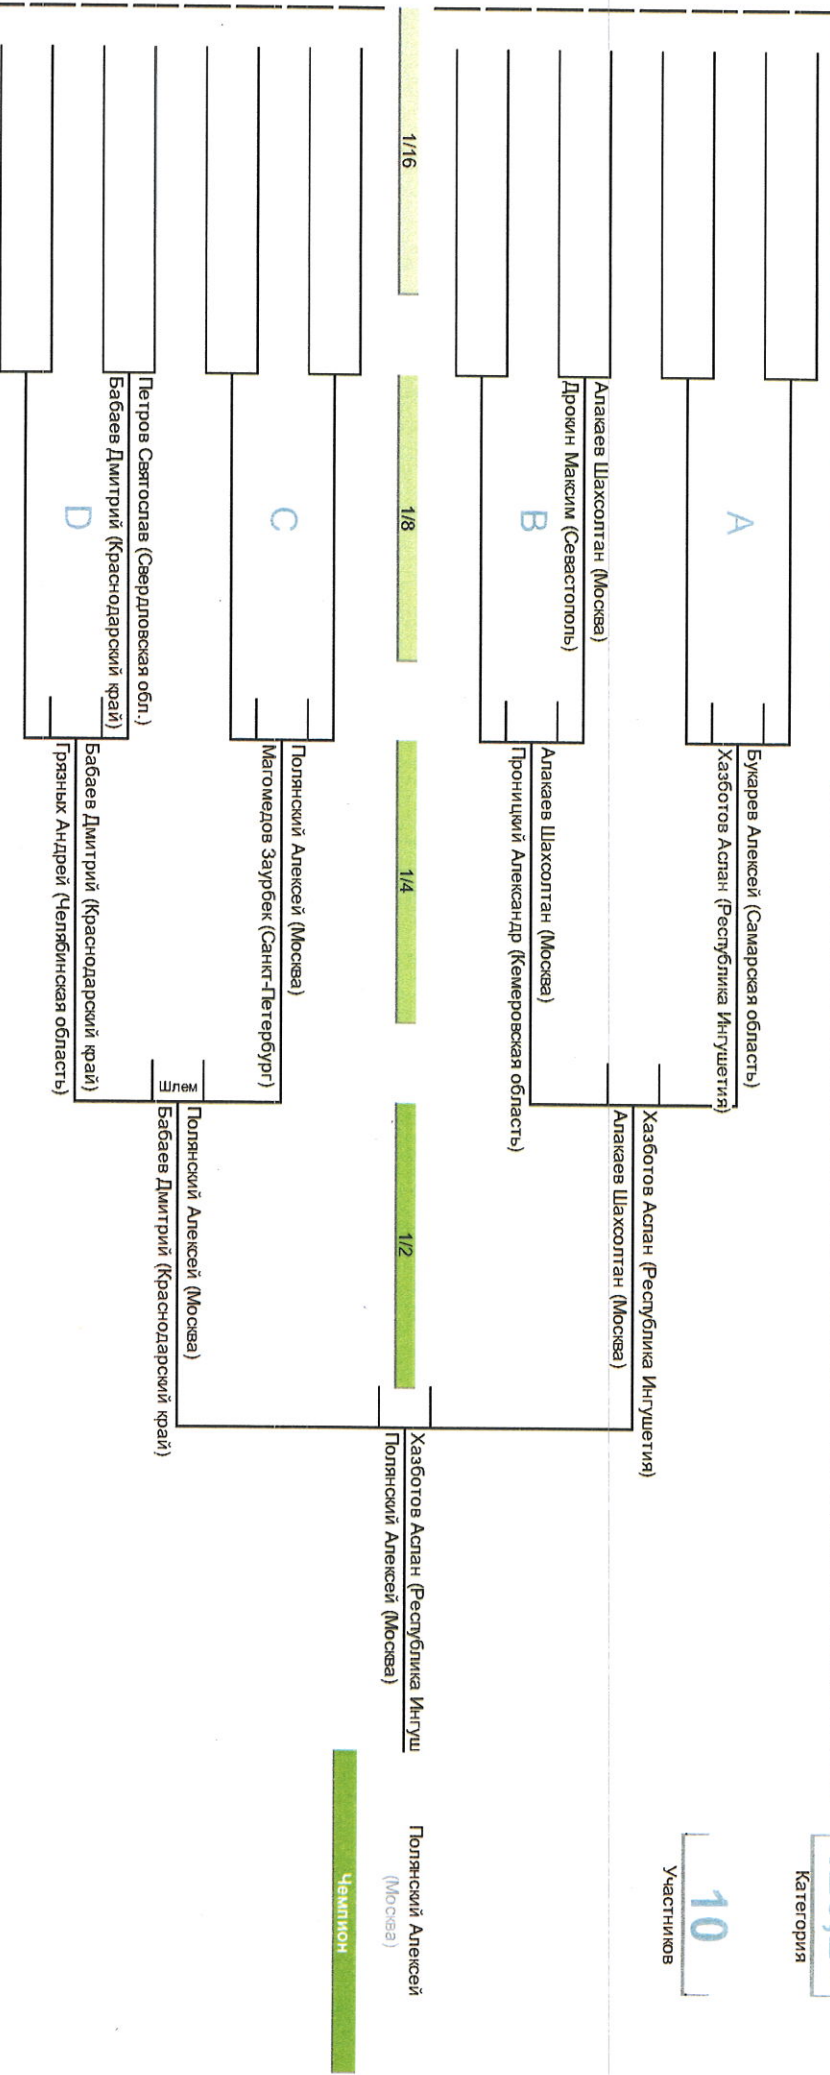 Категория
10
Участников
1/16
1/8
1/4
1/2
A
Букарев Алексей (Самарская область)
Хазботов Аслан (Республика Ингушетия)
Алакаев Шахсолтан (Москва)
Дрокин Максим (Севастополь)
B
Алакаев Шахсолтан (Москва)
Проницкий Александр (Кемеровская область)
Хазботов Аслан (Республика Ингушетия)
Алакаев Шахсолтан (Москва)
C
Полянский Алексей (Москва)
Магомедов Заурбек (Санкт-Петербург)
Петров Святослав (Свердловская обл.)
Бабаев Дмитрий (Краснодарский край)
D
Бабаев Дмитрий (Краснодарский край)
Грязных Андрей (Челябинская область)
Шлем
Полянский Алексей (Москва)
Бабаев Дмитрий (Краснодарский край)
Хазботов Аслан (Республика Ингуш
Полянский Алексей (Москва)
Полянский Алексей
(Москва)
Чемпион